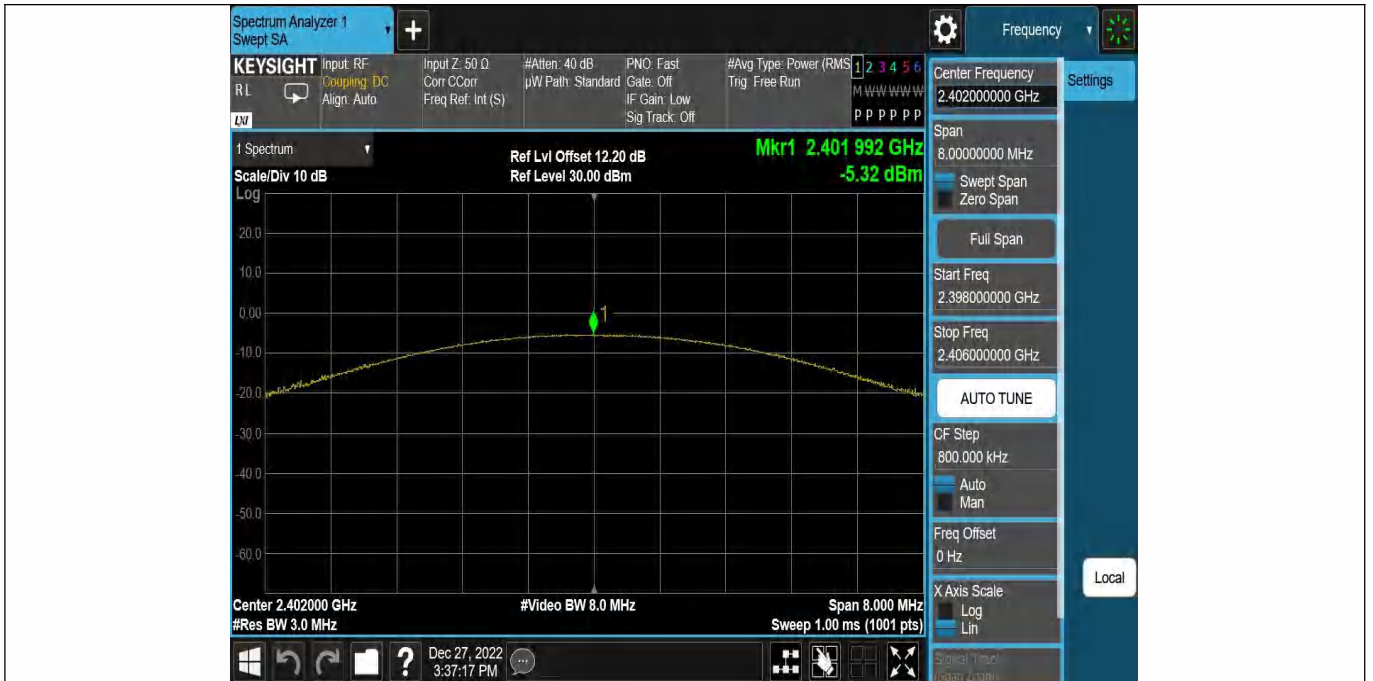 Spectrum Analyzer 1
Swept SA
+
Frequency
KEYSIGHT
RL
LXI
Input: RF
Coupling: DC
Align: Auto
Input Z: 50 Ω
Corr CCorr
Freq Ref: Int (S)
#Atten: 40 dB
µW Path: Standard
PNO: Fast
Gate: Off
IF Gain: Low
Sig Track: Off
#Avg Type: Power (RMS
Trig: Free Run
1 2 3 4 5 6
M W W W W W
P P P P P P
1 Spectrum
Scale/Div 10 dB
Ref Lvl Offset 12.20 dB
Ref Level 30.00 dBm
Mkr1 2.401 992 GHz
-5.32 dBm
Log
20.0
10.0
0.00
-10.0
-20.0
-30.0
-40.0
-50.0
-60.0
1
Center 2.402000 GHz
#Res BW 3.0 MHz
#Video BW 8.0 MHz
Span 8.000 MHz
Sweep 1.00 ms (1001 pts)
?
Dec 27, 2022
3:37:17 PM
Center Frequency
2.402000000 GHz
Settings
Span
8.00000000 MHz
Swept Span
Zero Span
Full Span
Start Freq
2.398000000 GHz
Stop Freq
2.406000000 GHz
AUTO TUNE
CF Step
800.000 kHz
Auto
Man
Freq Offset
0 Hz
X Axis Scale
Log
Lin
Local
Signal Track
(Span Zoom)